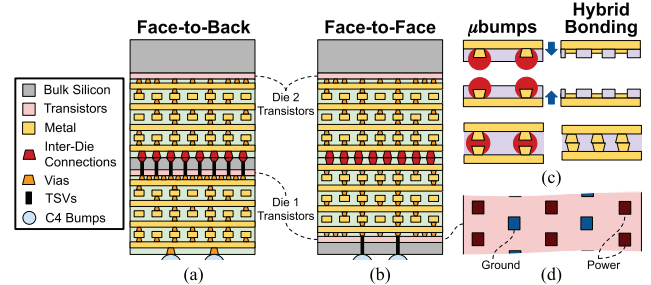 Face-to-Back
Face-to-Face
μbumps
Hybrid
Bonding
Bulk Silicon
Transistors
Metal
Inter-Die
Connections
Vias
TSVs
C4 Bumps
Die 2
Transistors
Die 1
Transistors
Ground
Power
(a)
(b)
(c)
(d)